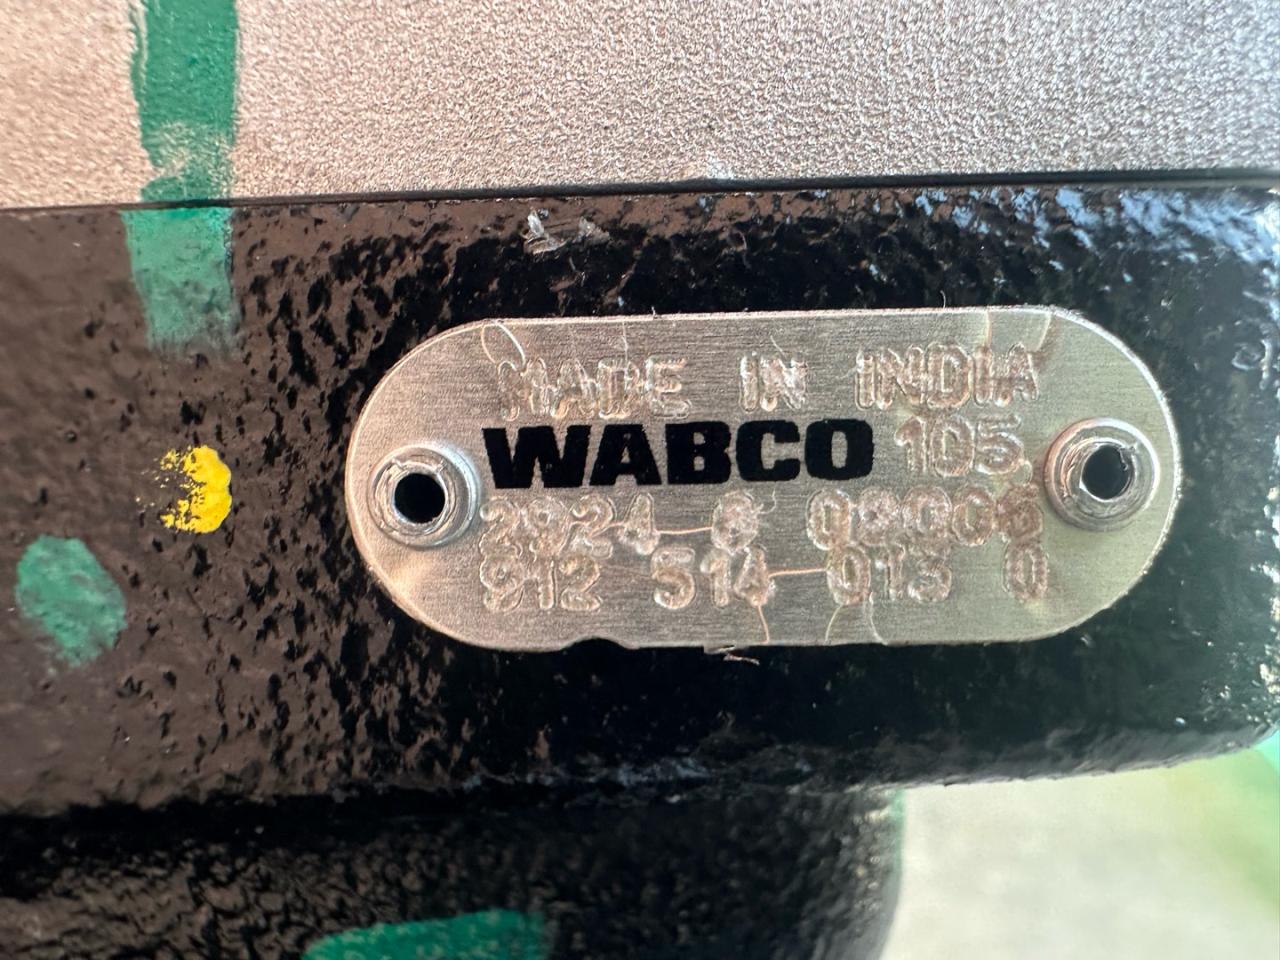 MADE IN INDIA
WABCO 105
912 514 013 0